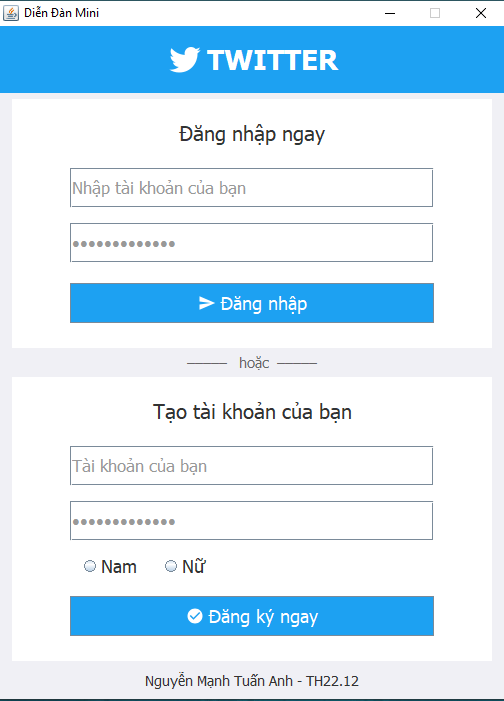 Diễn Đàn Mini
TWITTER
Đăng nhập ngay
Nhập tài khoản của bạn
•••••••••••••
Đăng nhập
hoặc
Tạo tài khoản của bạn
Tài khoản của bạn
•••••••••••••
Nam Nữ
Đăng ký ngay
Nguyễn Mạnh Tuấn Anh - TH22.12